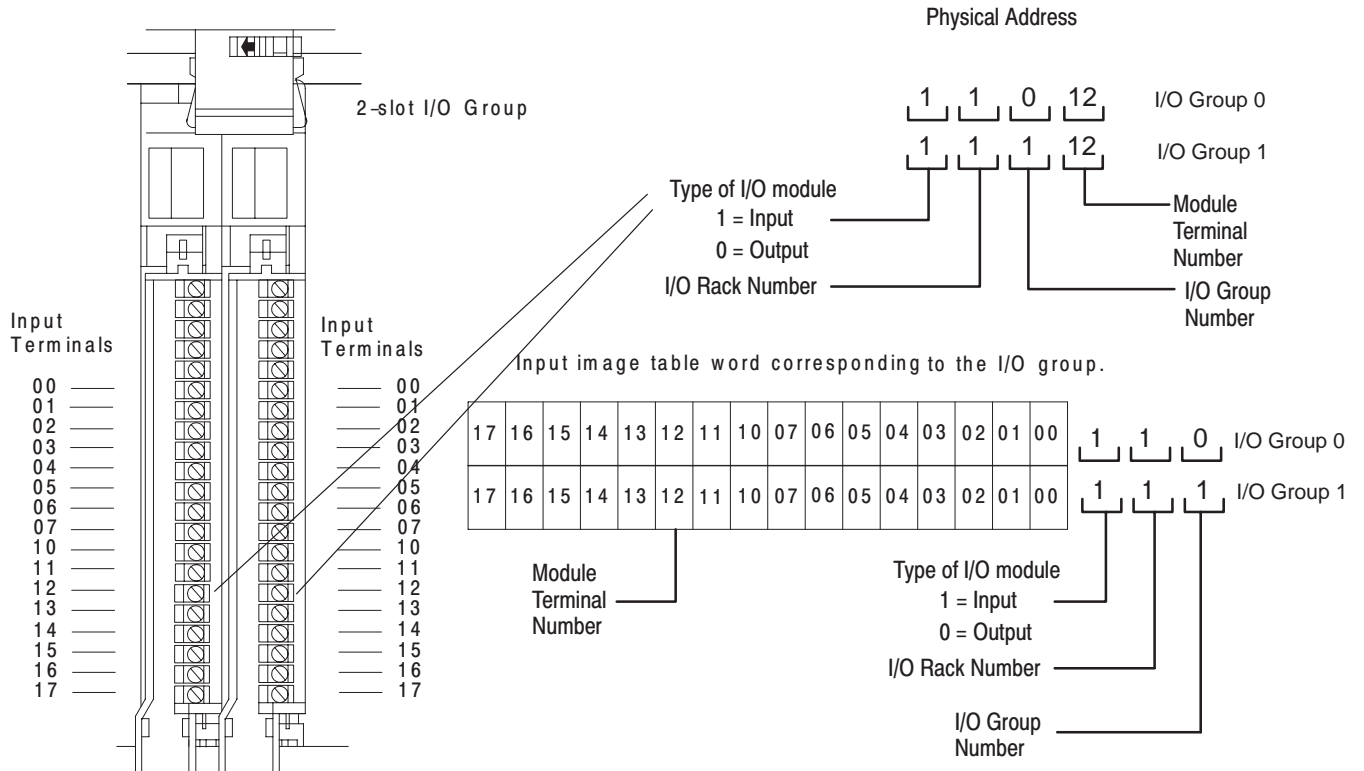 Physical Address
2-slot I/O Group
1 1 0 12 I/O Group 0
1 1 1 12 I/O Group 1
Type of I/O module
1 = Input
0 = Output
I/O Rack Number
Module
Terminal
Number
I/O Group
Number
Input
Terminals
00
01
02
03
04
05
06
07
10
11
12
13
14
15
16
17
Input
Terminals
00
01
02
03
04
05
06
07
10
11
12
13
14
15
16
17
Input image table word corresponding to the I/O group.
17 16 15 14 13 12 11 10 07 06 05 04 03 02 01 00 1 1 0 I/O Group 0
17 16 15 14 13 12 11 10 07 06 05 04 03 02 01 00 1 1 1 I/O Group 1
Module
Terminal
Number
Type of I/O module
1 = Input
0 = Output
I/O Rack Number
I/O Group
Number